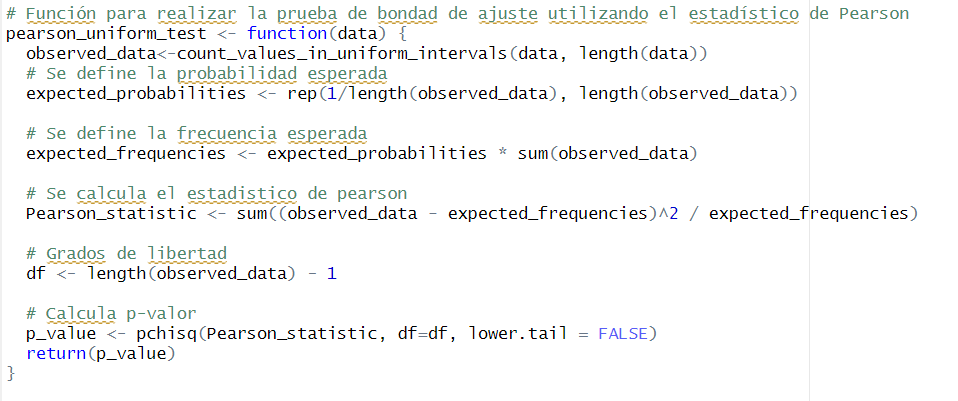 # Función para realizar la prueba de bondad de ajuste utilizando el estadístico de Pearson
pearson_uniform_test <- function(data) {
  observed_data<-count_values_in_uniform_intervals(data, length(data))
  # Se define la probabilidad esperada
  expected_probabilities <- rep(1/length(observed_data), length(observed_data))
  # Se define la frecuencia esperada
  expected_frequencies <- expected_probabilities * sum(observed_data)
  # Se calcula el estadistico de pearson
  Pearson_statistic <- sum((observed_data - expected_frequencies)^2 / expected_frequencies)
  # Grados de libertad
  df <- length(observed_data) - 1
  # Calcula p-valor
  p_value <- pchisq(Pearson_statistic, df=df, lower.tail = FALSE)
  return(p_value)
}